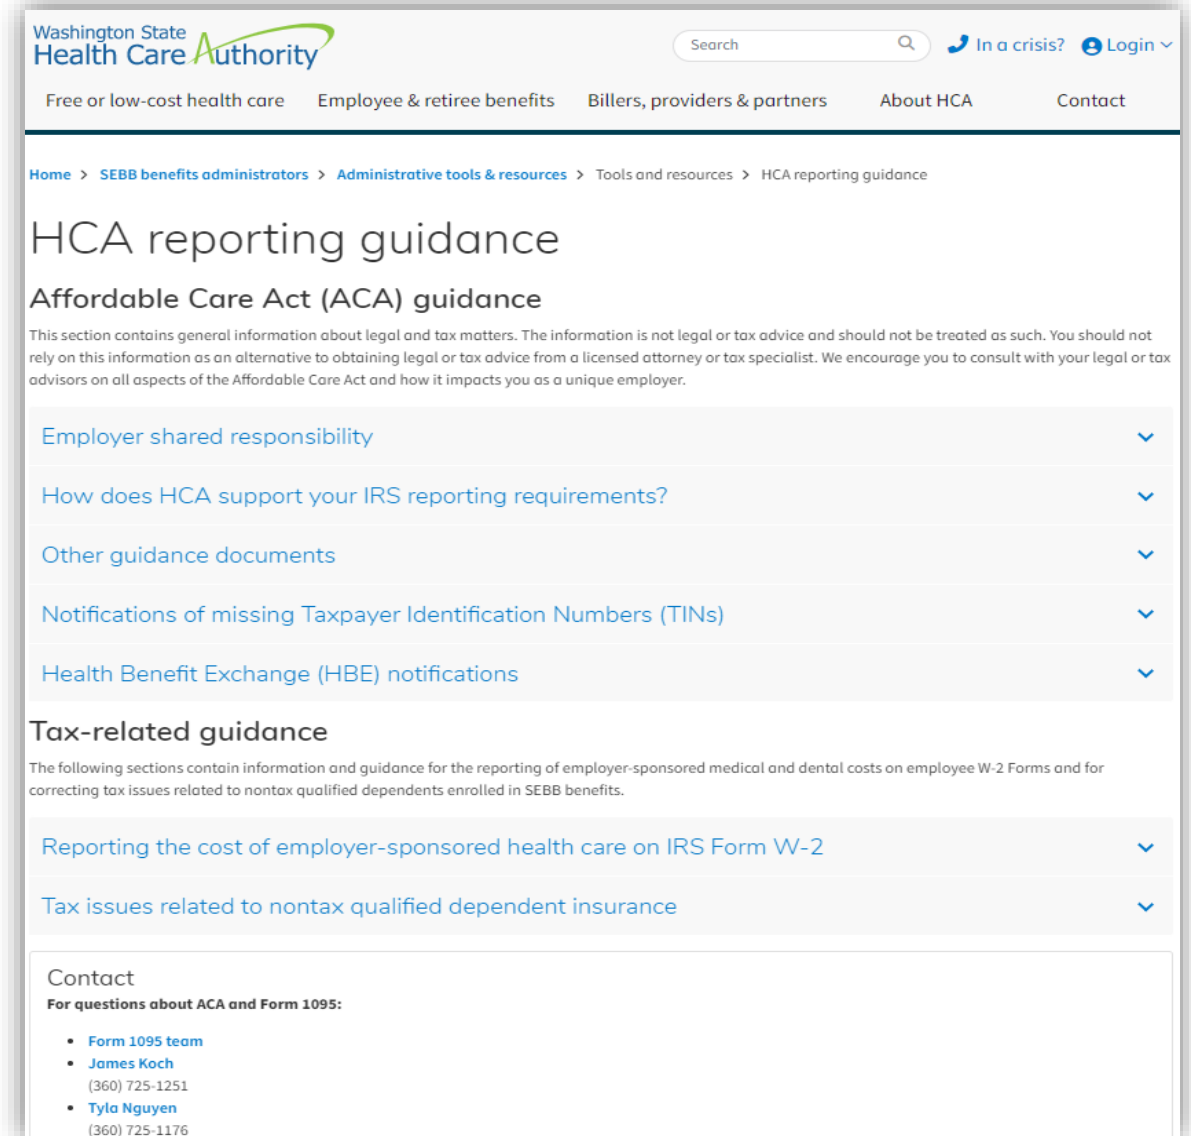 Washington State
Health Care Authority
Search
In a crisis?
Login
Free or low-cost health care
Employee & retiree benefits
Billers, providers & partners
About HCA
Contact
Home > SEBB benefits administrators > Administrative tools & resources > Tools and resources > HCA reporting guidance
HCA reporting guidance
Affordable Care Act (ACA) guidance
This section contains general information about legal and tax matters. The information is not legal or tax advice and should not be treated as such. You should not
rely on this information as an alternative to obtaining legal or tax advice from a licensed attorney or tax specialist. We encourage you to consult with your legal or tax
advisors on all aspects of the Affordable Care Act and how it impacts you as a unique employer.
Employer shared responsibility
How does HCA support your IRS reporting requirements?
Other guidance documents
Notifications of missing Taxpayer Identification Numbers (TINs)
Health Benefit Exchange (HBE) notifications
Tax-related guidance
The following sections contain information and guidance for the reporting of employer-sponsored medical and dental costs on employee W-2 Forms and for
correcting tax issues related to nontax qualified dependents enrolled in SEBB benefits.
Reporting the cost of employer-sponsored health care on IRS Form W-2
Tax issues related to nontax qualified dependent insurance
Contact
For questions about ACA and Form 1095:
• Form 1095 team
• James Koch
(360) 725-1251
• Tyla Nguyen
(360) 725-1176